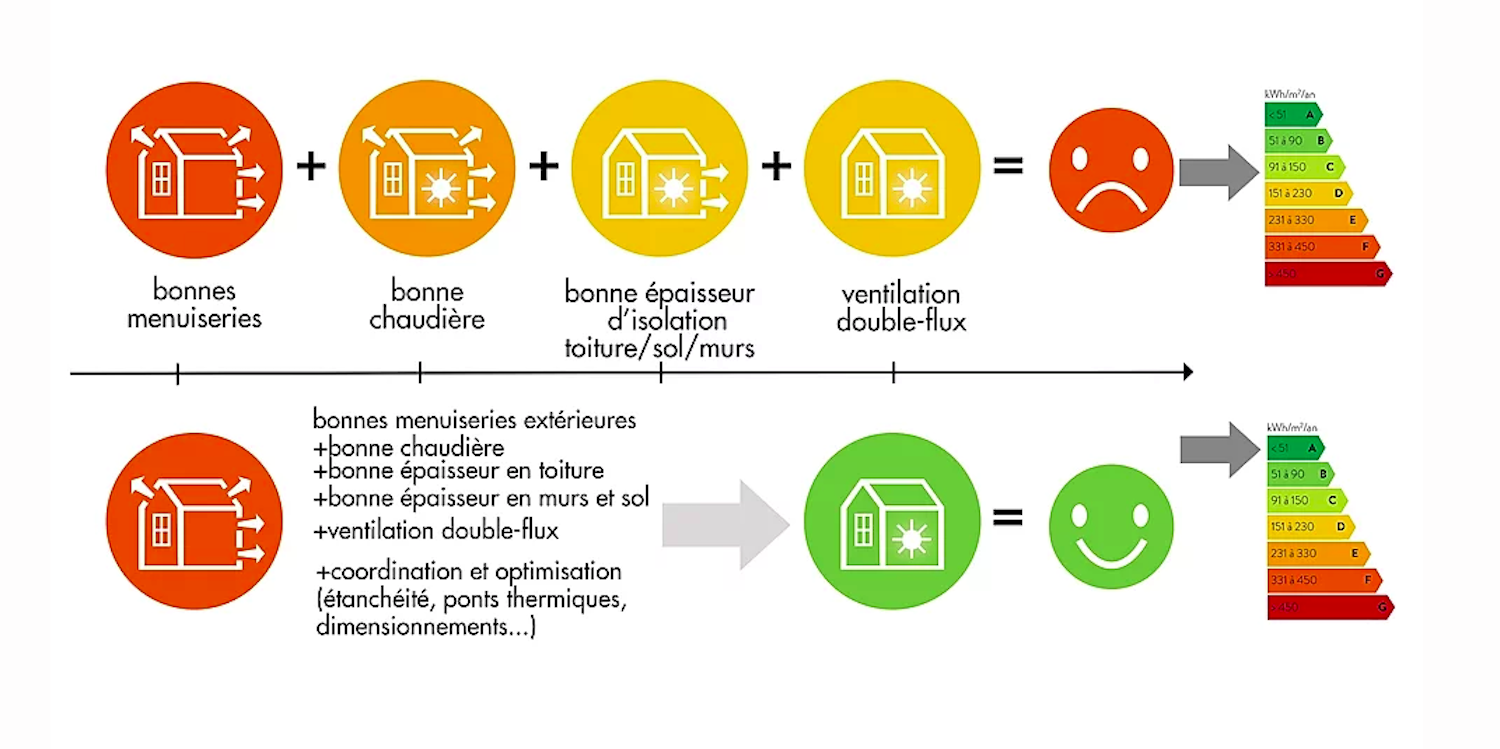 kWh/m²/an
<51 A
51 à 90 B
91 à 150 C
151 à 230 D
231 à 330 E
331 à 450 F
> 450 G
+
+
+
=
bonnes
menuiseries
bonne
chaudière
bonne épaisseur
d'isolation
toiture/sol/murs
ventilation
double-flux
bonnes menuiseries extérieures
+bonne chaudière
+bonne épaisseur en toiture
+bonne épaisseur en murs et sol
+ventilation double-flux
+coordination et optimisation
(étanchéité, ponts thermiques,
dimensionnements...)
=
kWh/m²/an
<51 A
51 à 90 B
91 à 150 C
151 à 230 D
231 à 330 E
331 à 450 F
> 450 G